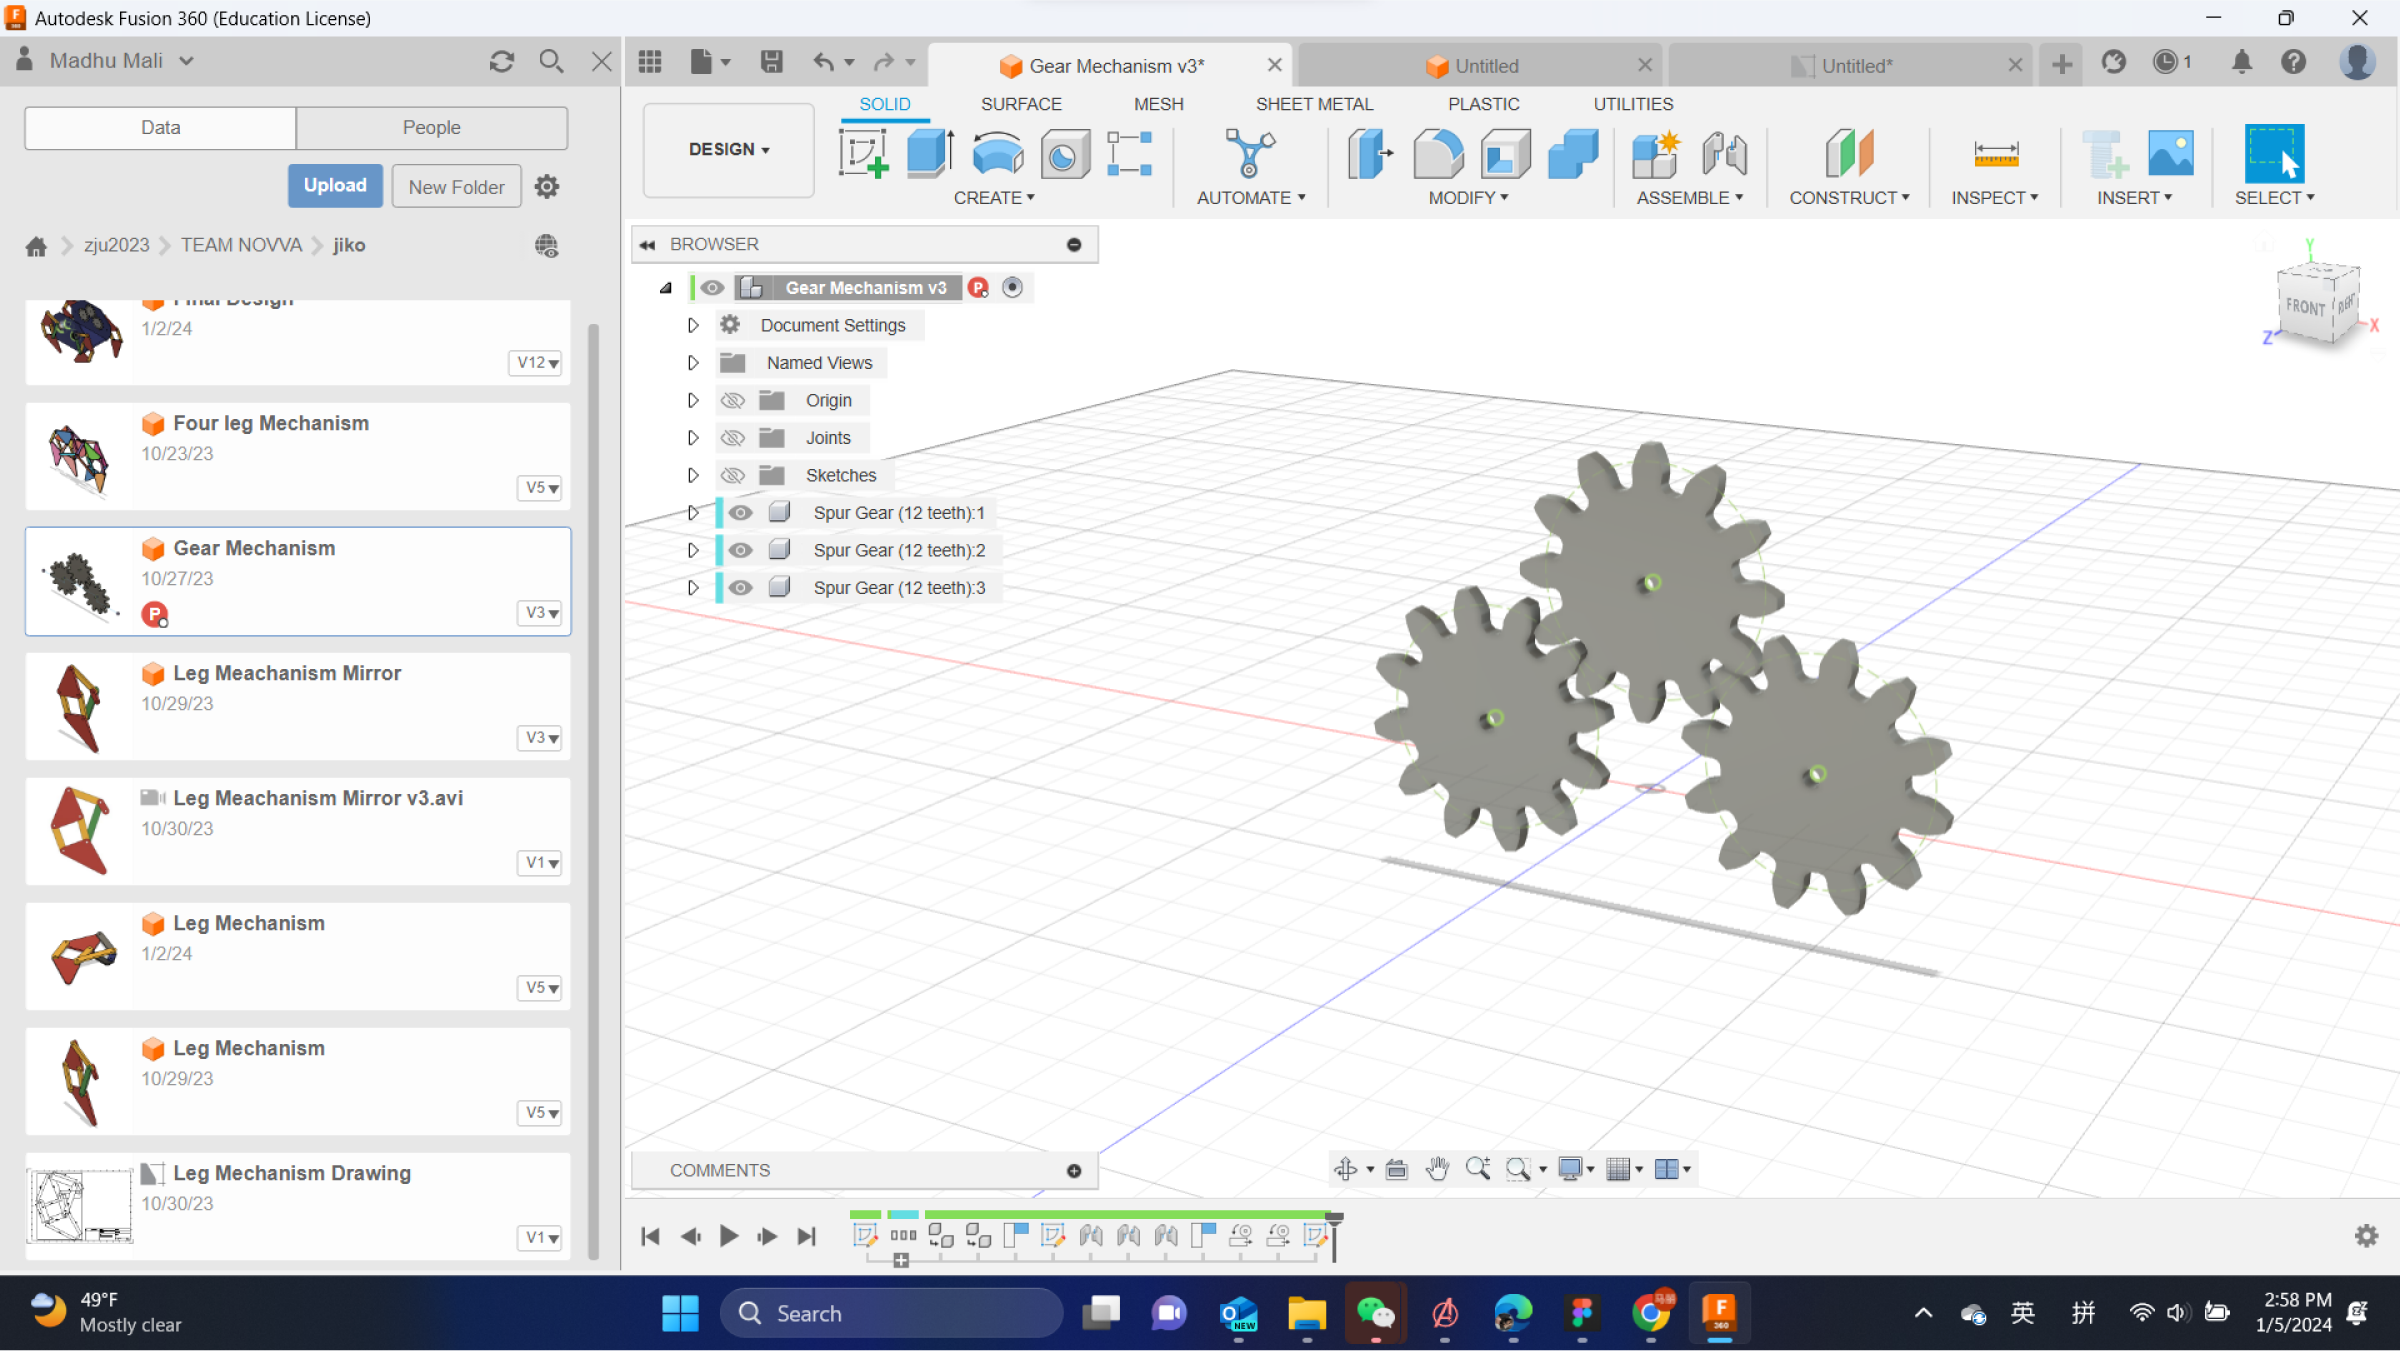 Autodesk Fusion 360 (Education License)
Madhu Mali
Gear Mechanism v3*
Untitled
Untitled*
1
Data
People
Upload
New Folder
zju2023
TEAM NOVVA
jiko
Final Design
1/2/24
V12
Four leg Mechanism
10/23/23
V5
Gear Mechanism
10/27/23
P
V3
Leg Meachanism Mirror
10/29/23
V3
Leg Meachanism Mirror v3.avi
10/30/23
V1
Leg Mechanism
1/2/24
V5
Leg Mechanism
10/29/23
V5
Leg Mechanism Drawing
10/30/23
V1
SOLID
SURFACE
MESH
SHEET METAL
PLASTIC
UTILITIES
DESIGN
CREATE
AUTOMATE
MODIFY
ASSEMBLE
CONSTRUCT
INSPECT
INSERT
SELECT
BROWSER
Gear Mechanism v3
P
Document Settings
Named Views
Origin
Joints
Sketches
Spur Gear (12 teeth):1
Spur Gear (12 teeth):2
Spur Gear (12 teeth):3
Y
FRONT
RIGHT
X
Z
COMMENTS
49°F
Mostly clear
Search
NEW
马丽
F
360
英
拼
2:58 PM
1/5/2024